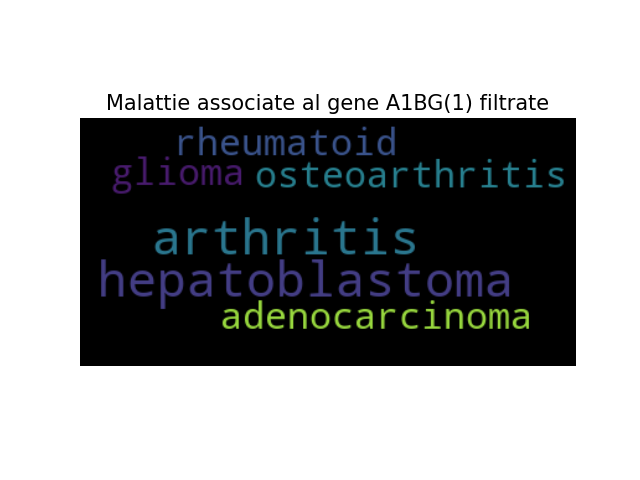 Malattie associate al gene A1BG(1) filtrate
rheumatoid
glioma osteoarthritis
arthritis
hepatoblastoma
adenocarcinoma